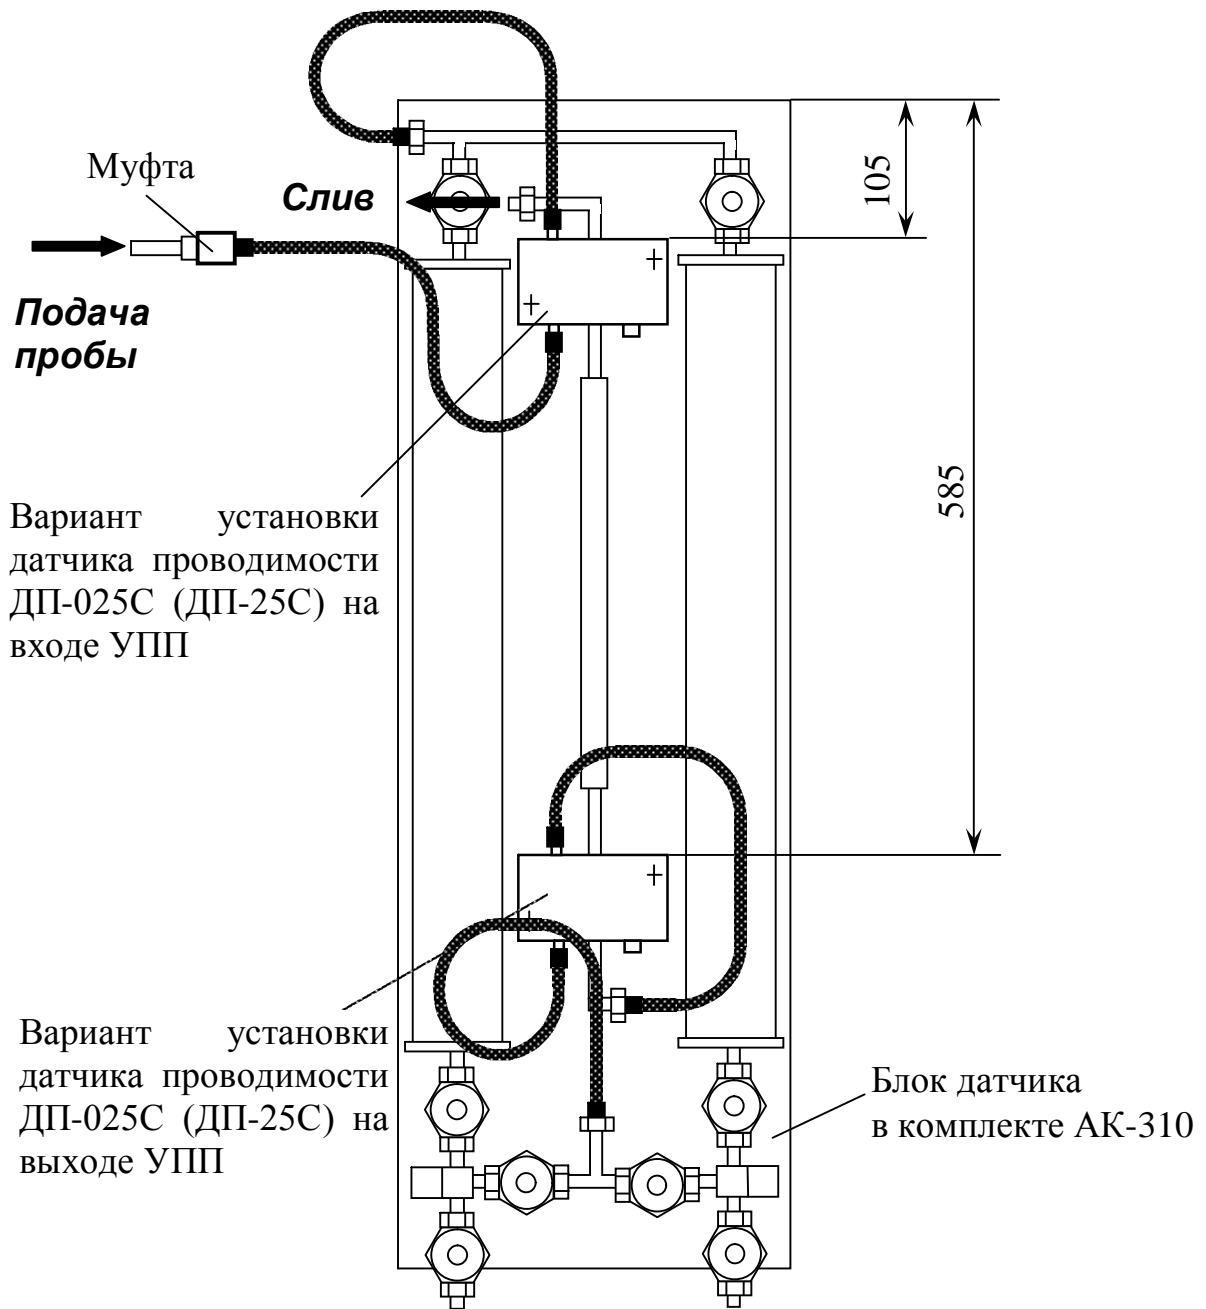 Муфта
Слив
Подача
пробы
105
585
Вариант установки
датчика проводимости
ДП-025С (ДП-25С) на
входе УПП
Вариант установки
датчика проводимости
ДП-025С (ДП-25С) на
выходе УПП
Блок датчика
в комплекте АК-310